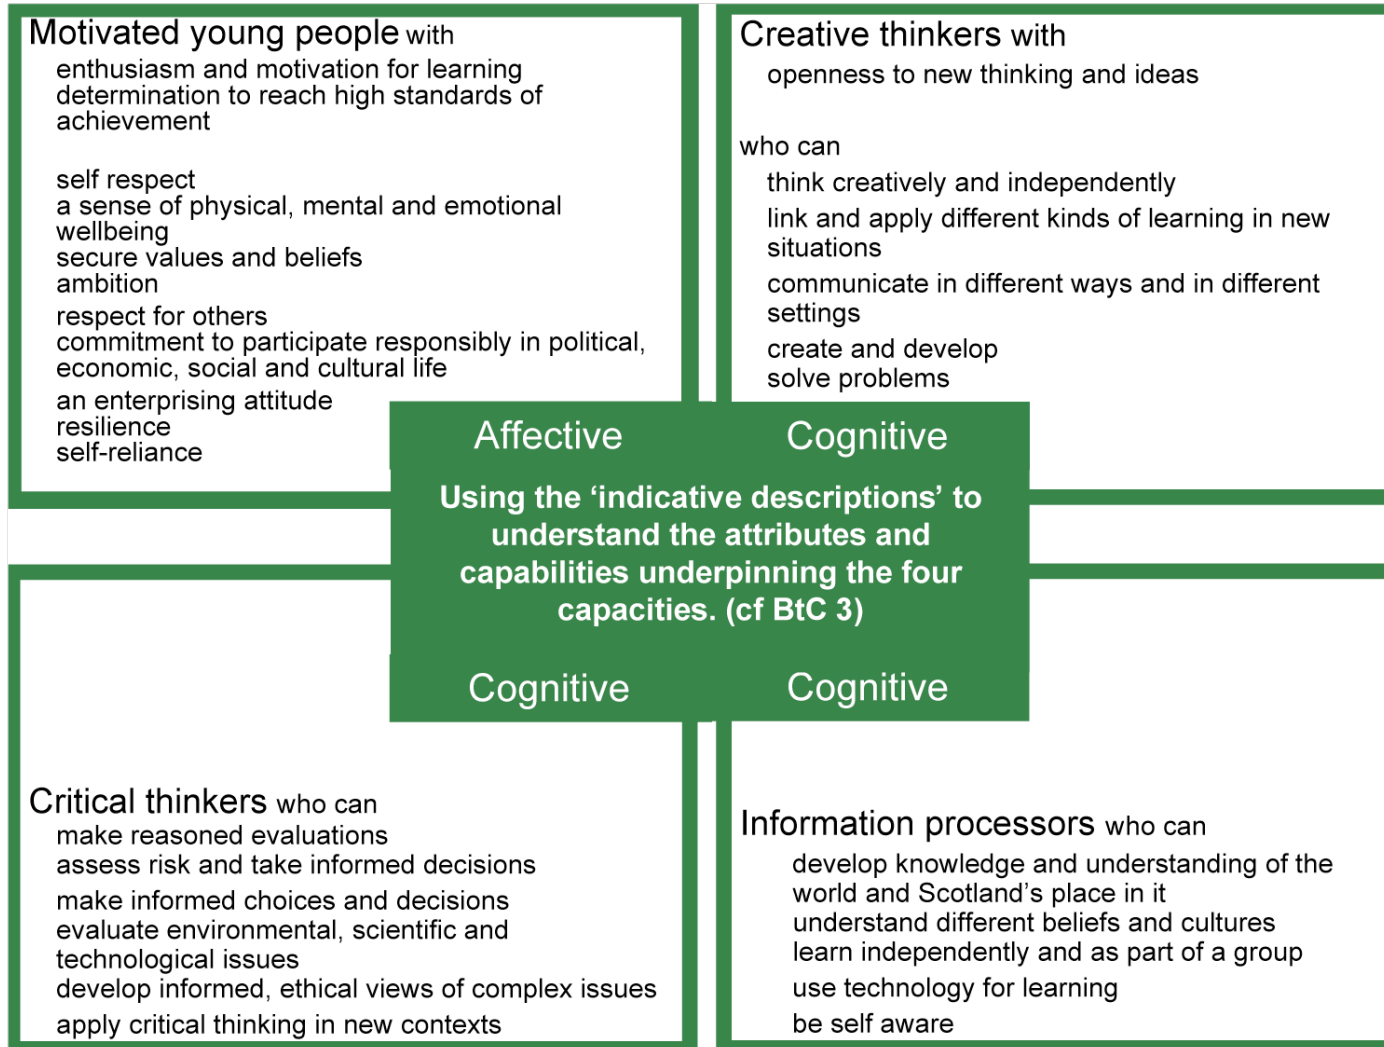 Motivated young people with
enthusiasm and motivation for learning
determination to reach high standards of
achievement
self respect
a sense of physical, mental and emotional
wellbeing
secure values and beliefs
ambition
respect for others
commitment to participate responsibly in political,
economic, social and cultural life
an enterprising attitude
resilience
self-reliance
Creative thinkers with
openness to new thinking and ideas
who can
think creatively and independently
link and apply different kinds of learning in new
situations
communicate in different ways and in different
settings
create and develop
solve problems
Affective
Cognitive
Using the ‘indicative descriptions’ to
understand the attributes and
capabilities underpinning the four
capacities. (cf BtC 3)
Cognitive
Cognitive
Critical thinkers who can
make reasoned evaluations
assess risk and take informed decisions
make informed choices and decisions
evaluate environmental, scientific and
technological issues
develop informed, ethical views of complex issues
apply critical thinking in new contexts
Information processors who can
develop knowledge and understanding of the
world and Scotland’s place in it
understand different beliefs and cultures
learn independently and as part of a group
use technology for learning
be self aware